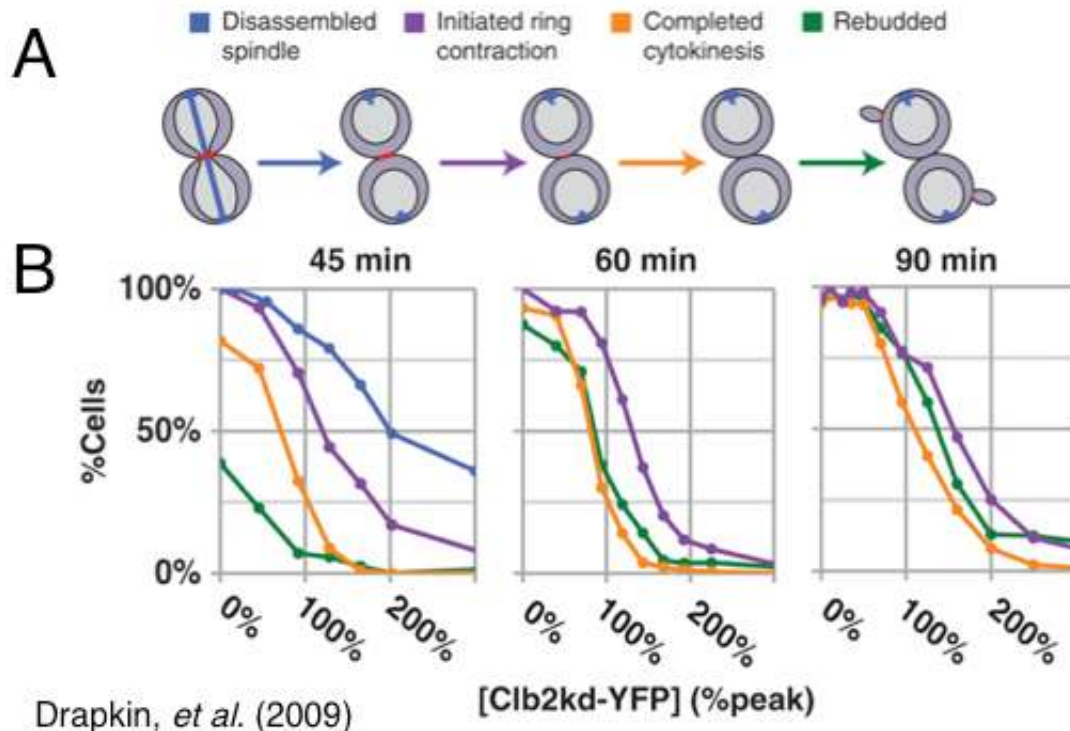 A
Disassembled spindle
Initiated ring contraction
Completed cytokinesis
Rebudded
B
45 min
60 min
90 min
100%
50%
0%
%Cells
0% 100% 200%
0% 100% 200%
0% 100% 200%
[Clb2kd-YFP] (%peak)
Drapkin, et al. (2009)